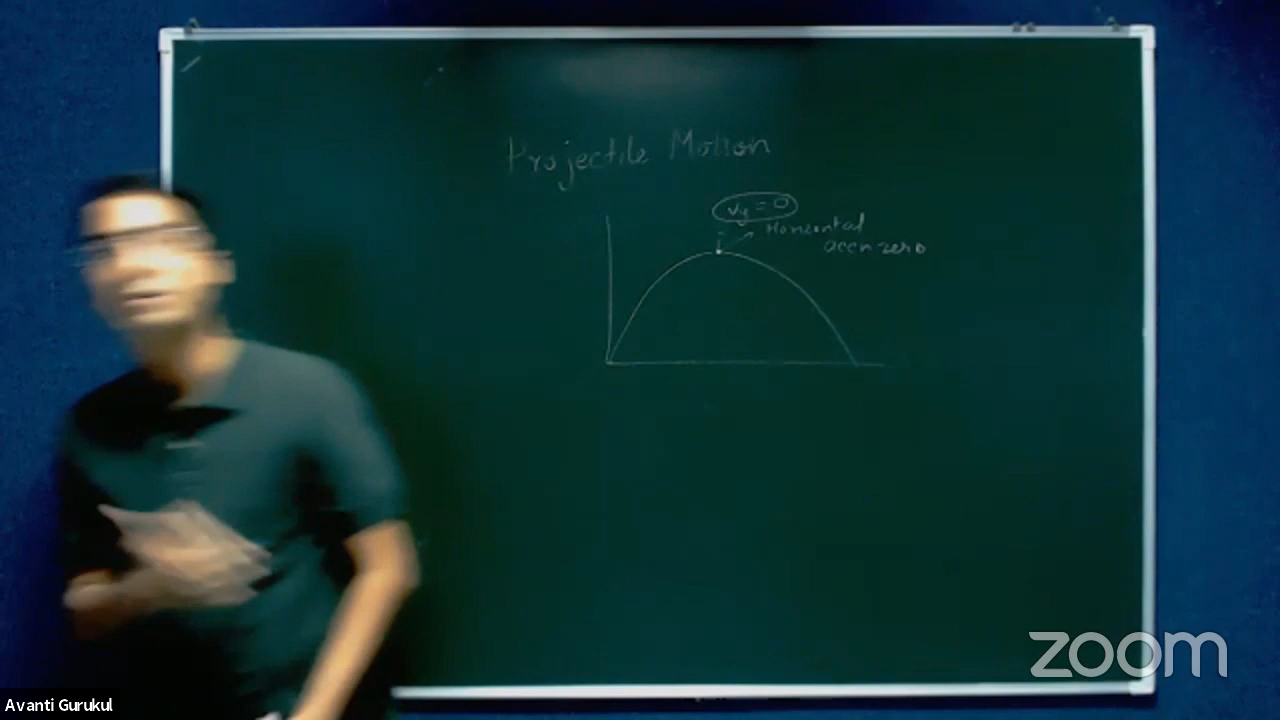 Projectile Motion
vy = 0
Horizontal
accn zero
zoom
Avanti Gurukul